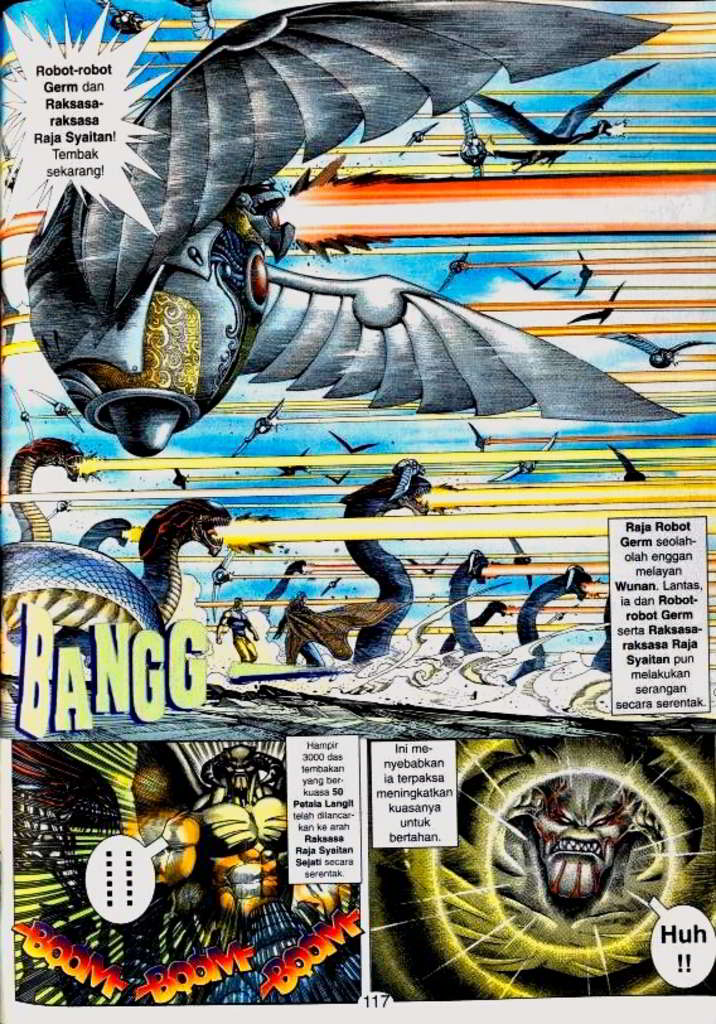 Robot-robot
Germ dan
Raksasa-
raksasa
Raja Syaitan!
Tembak
sekarang!
Raja Robot
Germ seolah-
olah enggan
melayan
Wunan. Lantas,
ia dan Robot-
robot Germ
serta Raksasa-
raksasa Raja
Syaitan pun
melakukan
serangan
secara serentak.
BANGG
Hampir
3000 das
tembakan
yang ber-
kuasa 50
Petala Langit
telah dilancar-
kan ke arah
Raksasa
Raja Syaitan
Sejati secara
serentak.
BOOMM
BOOMM
BOOMM
Ini me-
nyebabkan
ia terpaksa
meningkatkan
kuasanya
untuk
bertahan.
Huh
!!
117